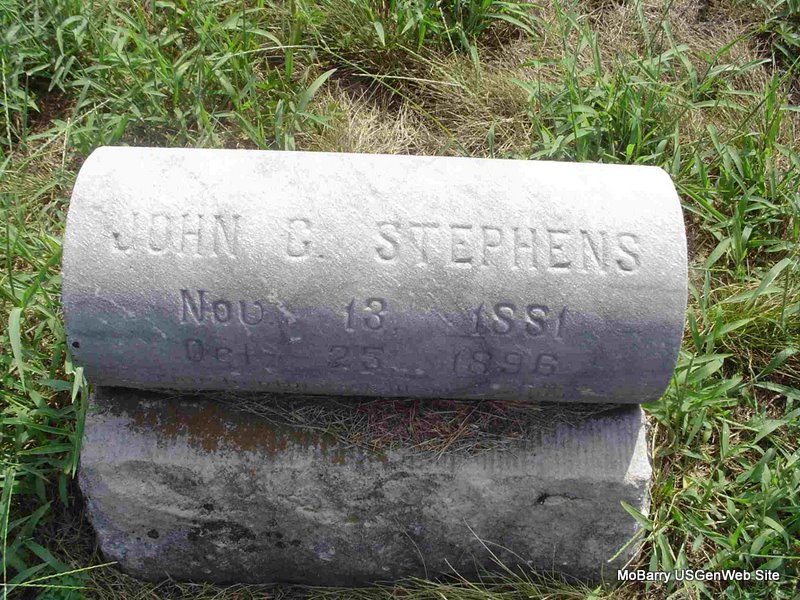 JOHN C. STEPHENS
Nov. 13, 1881
Oct. 25, 1896
MoBarry USGenWeb Site